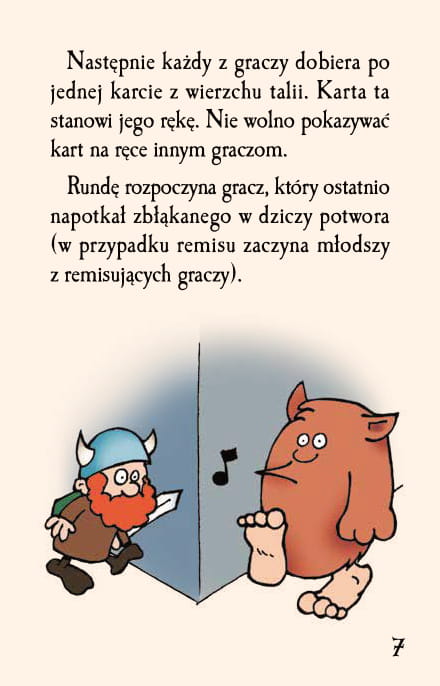 Następnie każdy z graczy dobiera po
jednej karcie z wierzchu talii. Karta ta
stanowi jego rękę. Nie wolno pokazywać
kart na ręce innym graczom.
Rundę rozpoczyna gracz, który ostatnio
napotkał zbłąkanego w dziczy potwora
(w przypadku remisu zaczyna młodszy
z remisujących graczy).
7